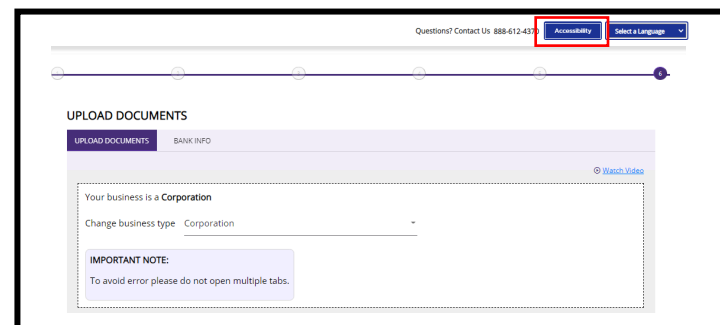 Questions? Contact Us 888-612-4370 Accessibility Select a Language
6
UPLOAD DOCUMENTS
UPLOAD DOCUMENTS BANK INFO
Watch Video
Your business is a Corporation
Change business type Corporation
IMPORTANT NOTE:
To avoid error please do not open multiple tabs.